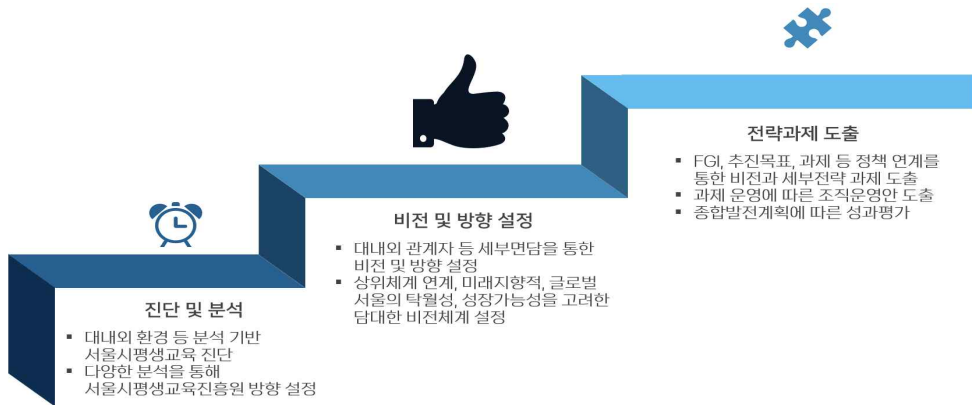 진단 및 분석
▪ 대내외 환경 등 분석 기반
서울시평생교육 진단
▪ 다양한 분석을 통해
서울시평생교육진흥원 방향 설정
비전 및 방향 설정
▪ 대내외 관계자 등 세부면담을 통한
비전 및 방향 설정
▪ 상위체계 연계, 미래지향적, 글로벌
서울의 탁월성, 성장가능성을 고려한
담대한 비전체계 설정
전략과제 도출
▪ FGI, 추진목표, 과제 등 정책 연계를
통한 비전과 세부전략 과제 도출
▪ 과제 운영에 따른 조직운영안 도출
▪ 종합발전계획에 따른 성과평가